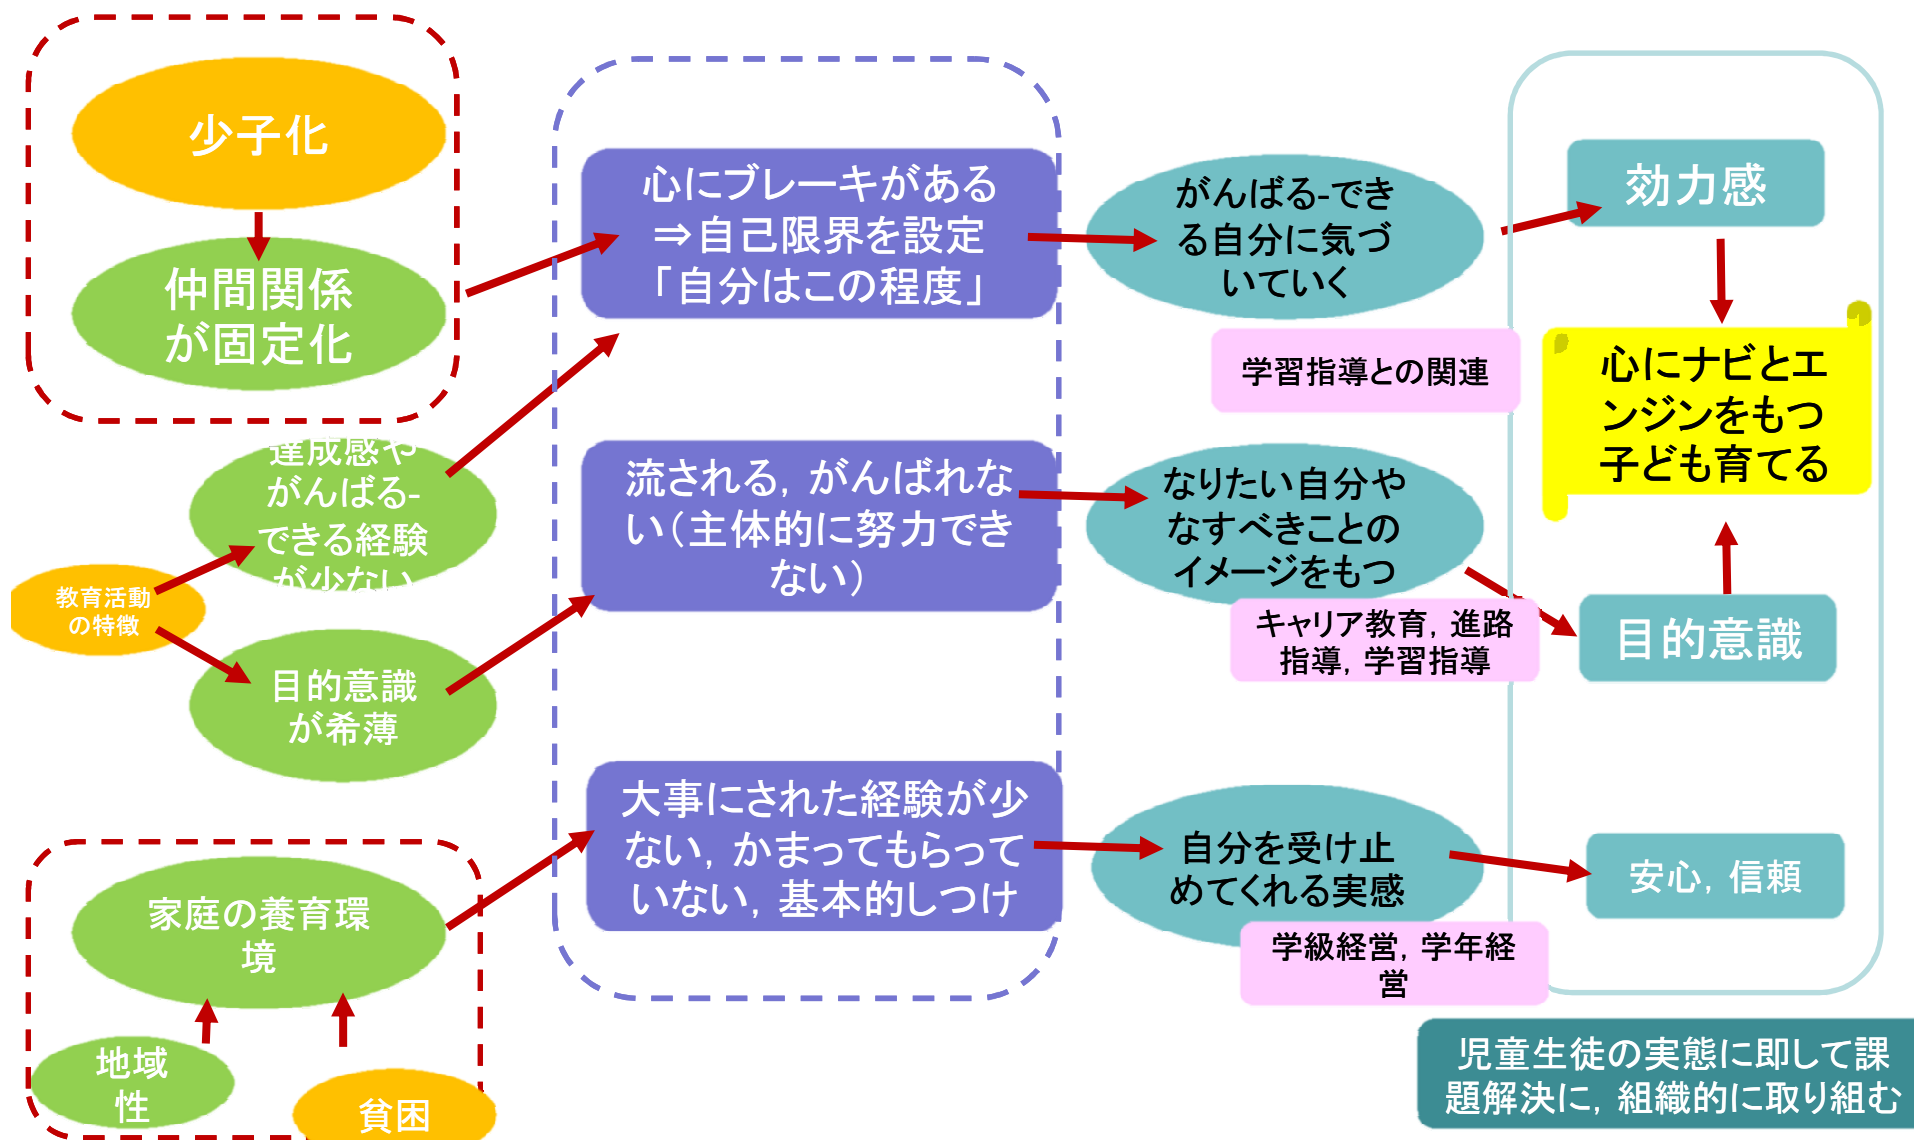 少子化
仲間関係
が固定化
達成感や
がんばる-
できる経験
が少ない
教育活動
の特徴
目的意識
が希薄
家庭の養育環
境
地域
性
貧困
心にブレーキがある
⇒自己限界を設定
「自分はこの程度」
流される，がんばれな
い（主体的に努力でき
ない）
大事にされた経験が少
ない，かまってもらって
いない，基本的しつけ
がんばる-でき
る自分に気づ
いていく
学習指導との関連
なりたい自分や
なすべきことの
イメージをもつ
キャリア教育，進路
指導，学習指導
自分を受け止
めてくれる実感
学級経営，学年経
営
効力感
心にナビとエ
ンジンをもつ
子ども育てる
目的意識
安心，信頼
児童生徒の実態に即して課
題解決に，組織的に取り組む